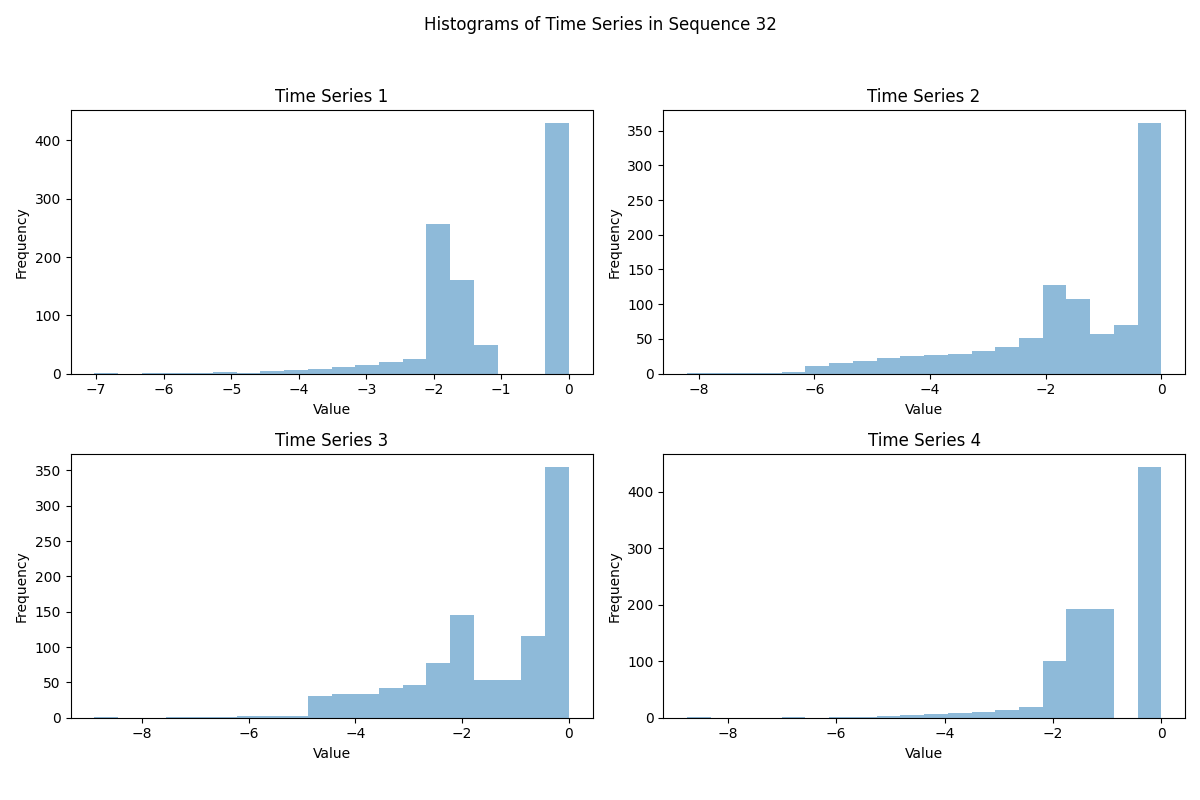 Histograms of Time Series in Sequence 32
Time Series 1
Frequency
400
300
200
100
0
−7 −6 −5 −4 −3 −2 −1 0
Value
Time Series 2
Frequency
350
300
250
200
150
100
50
0
−8 −6 −4 −2 0
Value
Time Series 3
Frequency
350
300
250
200
150
100
50
0
−8 −6 −4 −2 0
Value
Time Series 4
Frequency
400
300
200
100
0
−8 −6 −4 −2 0
Value